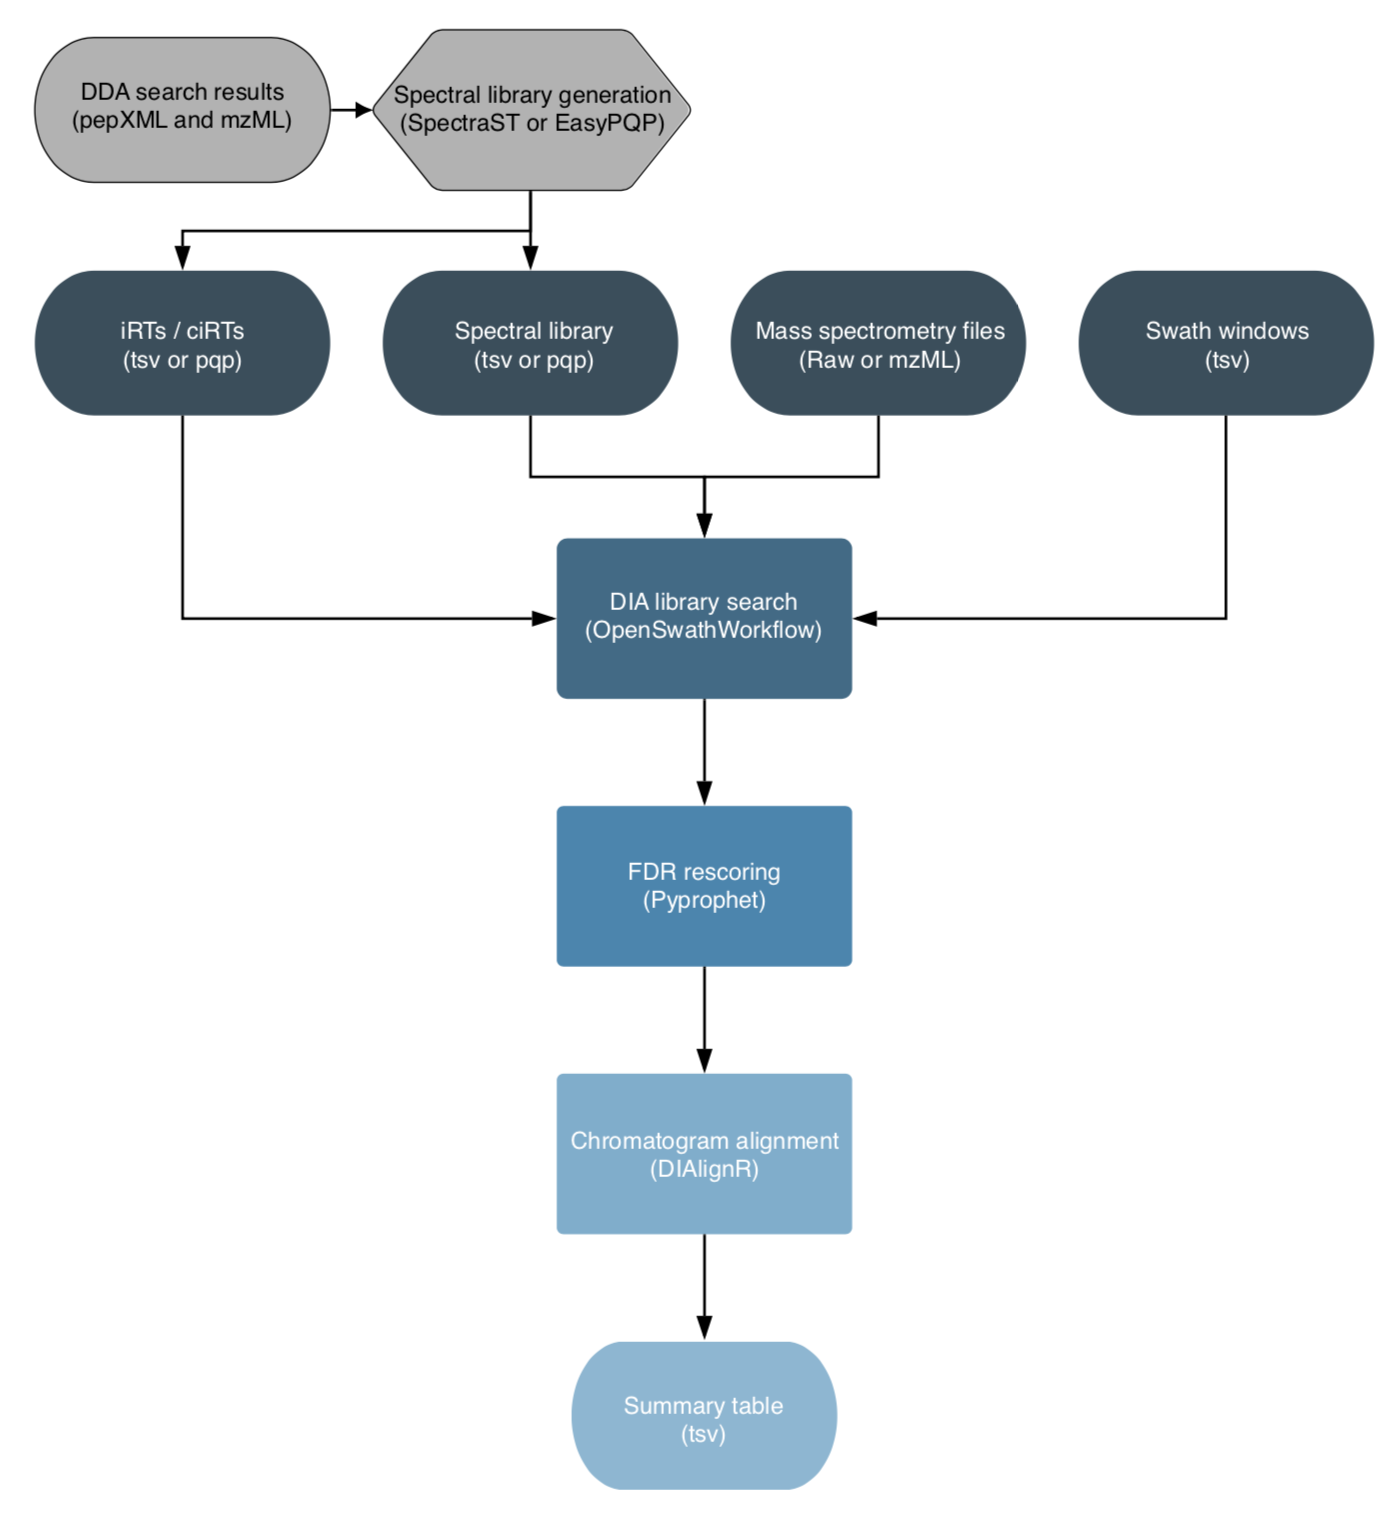 DDA search results
(pepXML and mzML)
Spectral library generation
(SpectraST or EasyPQP)
iRTs / ciRTs
(tsv or pqp)
Spectral library
(tsv or pqp)
Mass spectrometry files
(Raw or mzML)
Swath windows
(tsv)
DIA library search
(OpenSwathWorkflow)
FDR rescoring
(Pyprophet)
Chromatogram alignment
(DIAlignR)
Summary table
(tsv)